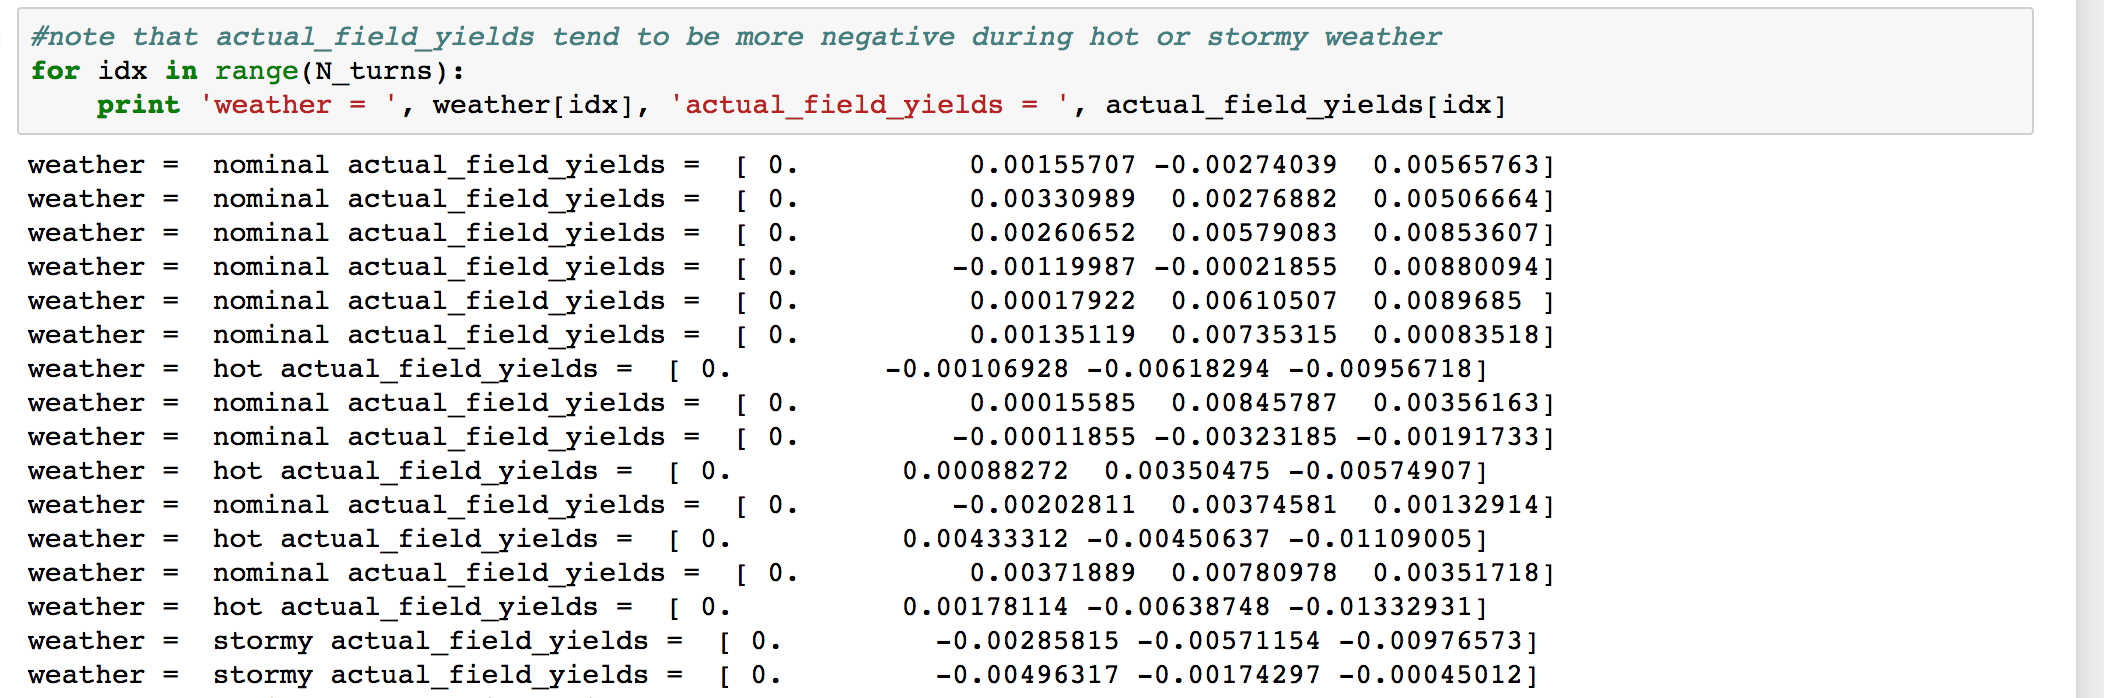 #note that actual_field_yields tend to be more negative during hot or stormy weather
for idx in range(N_turns):
    print 'weather = ', weather[idx], 'actual_field_yields = ', actual_field_yields[idx]
weather =  nominal actual_field_yields =  [ 0.          0.00155707 -0.00274039  0.00565763]
weather =  nominal actual_field_yields =  [ 0.          0.00330989  0.00276882  0.00506664]
weather =  nominal actual_field_yields =  [ 0.          0.00260652  0.00579083  0.00853607]
weather =  nominal actual_field_yields =  [ 0.         -0.00119987 -0.00021855  0.00880094]
weather =  nominal actual_field_yields =  [ 0.          0.00017922  0.00610507  0.0089685 ]
weather =  nominal actual_field_yields =  [ 0.          0.00135119  0.00735315  0.00083518]
weather =  hot actual_field_yields =  [ 0.         -0.00106928 -0.00618294 -0.00956718]
weather =  nominal actual_field_yields =  [ 0.          0.00015585  0.00845787  0.00356163]
weather =  nominal actual_field_yields =  [ 0.         -0.00011855 -0.00323185 -0.00191733]
weather =  hot actual_field_yields =  [ 0.          0.00088272  0.00350475 -0.00574907]
weather =  nominal actual_field_yields =  [ 0.         -0.00202811  0.00374581  0.00132914]
weather =  hot actual_field_yields =  [ 0.          0.00433312 -0.00450637 -0.01109005]
weather =  nominal actual_field_yields =  [ 0.          0.00371889  0.00780978  0.00351718]
weather =  hot actual_field_yields =  [ 0.          0.00178114 -0.00638748 -0.01332931]
weather =  stormy actual_field_yields =  [ 0.         -0.00285815 -0.00571154 -0.00976573]
weather =  stormy actual_field_yields =  [ 0.         -0.00496317 -0.00174297 -0.00045012]